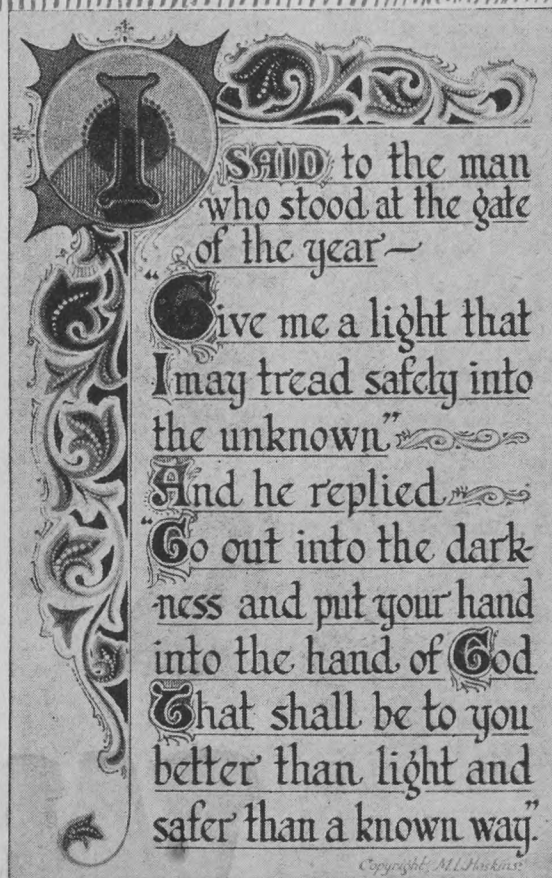 I SAID to the man
who stood at the gate
of the year —
"Give me a light that
I may tread safely into
the unknown"
And he replied
"Go out into the dark-
-ness and put your hand
into the hand of God
That shall be to you
better than light and
safer than a known way."
Copyright, M. L. Haskins.